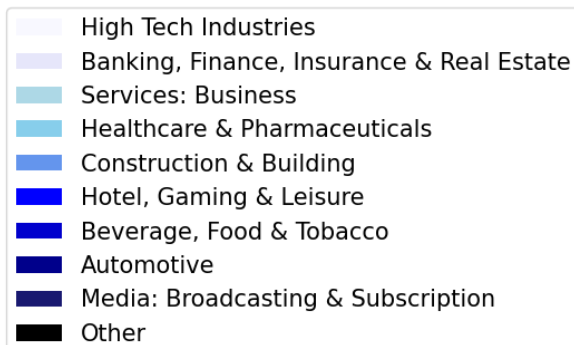 High Tech Industries
Banking, Finance, Insurance & Real Estate
Services: Business
Healthcare & Pharmaceuticals
Construction & Building
Hotel, Gaming & Leisure
Beverage, Food & Tobacco
Automotive
Media: Broadcasting & Subscription
Other